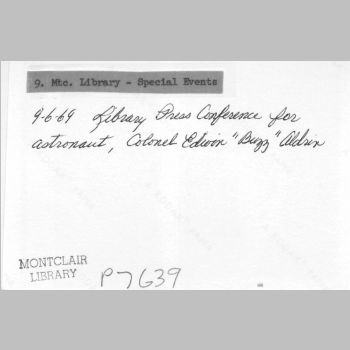 9. Mtc. Library - Special Events
9-6-69 Library Press Conference for
astronaut, Colonel Edwin "Buzz" Aldrin
MONTCLAIR
LIBRARY
P7639